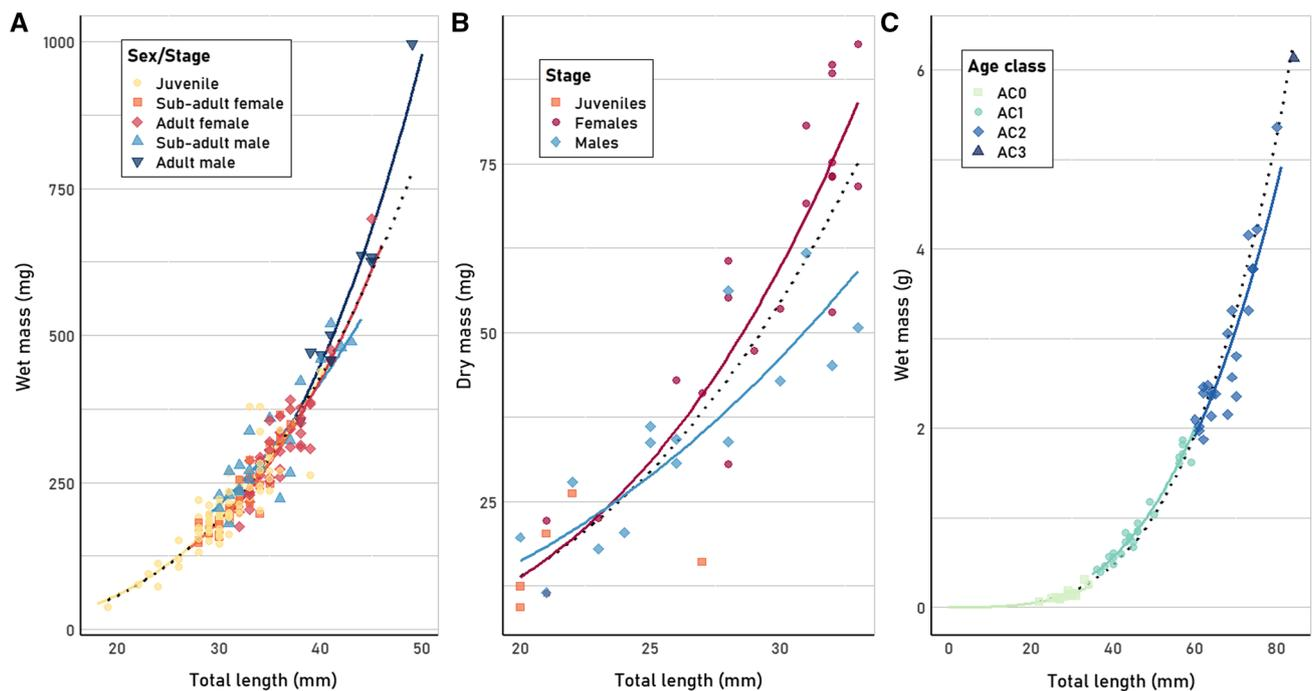 A
Sex/Stage
Juvenile
Sub-adult female
Adult female
Sub-adult male
Adult male
1000
750
500
250
0
Wet mass (mg)
20 30 40 50
Total length (mm)
B
Stage
Juveniles
Females
Males
75
50
25
Dry mass (mg)
20 25 30
Total length (mm)
C
Age class
AC0
AC1
AC2
AC3
6
4
2
0
Wet mass (g)
0 20 40 60 80
Total length (mm)